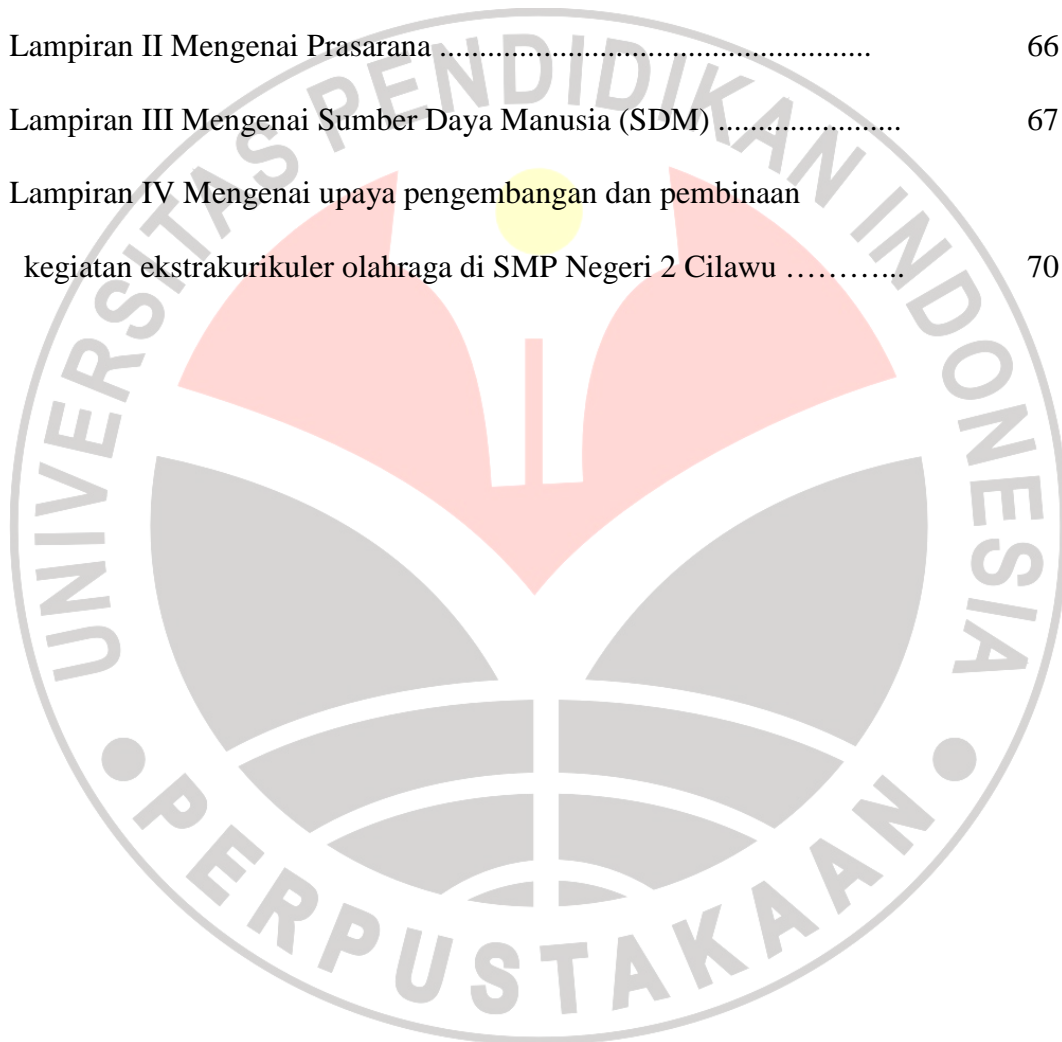 Lampiran II Mengenai Prasarana ....................................................... 66
Lampiran III Mengenai Sumber Daya Manusia (SDM) ....................... 67
Lampiran IV Mengenai upaya pengembangan dan pembinaan
kegiatan ekstrakurikuler olahraga di SMP Negeri 2 Cilawu ………... 70
UNIVERSITAS PENDIDIKAN INDONESIA
PERPUSTAKAAN